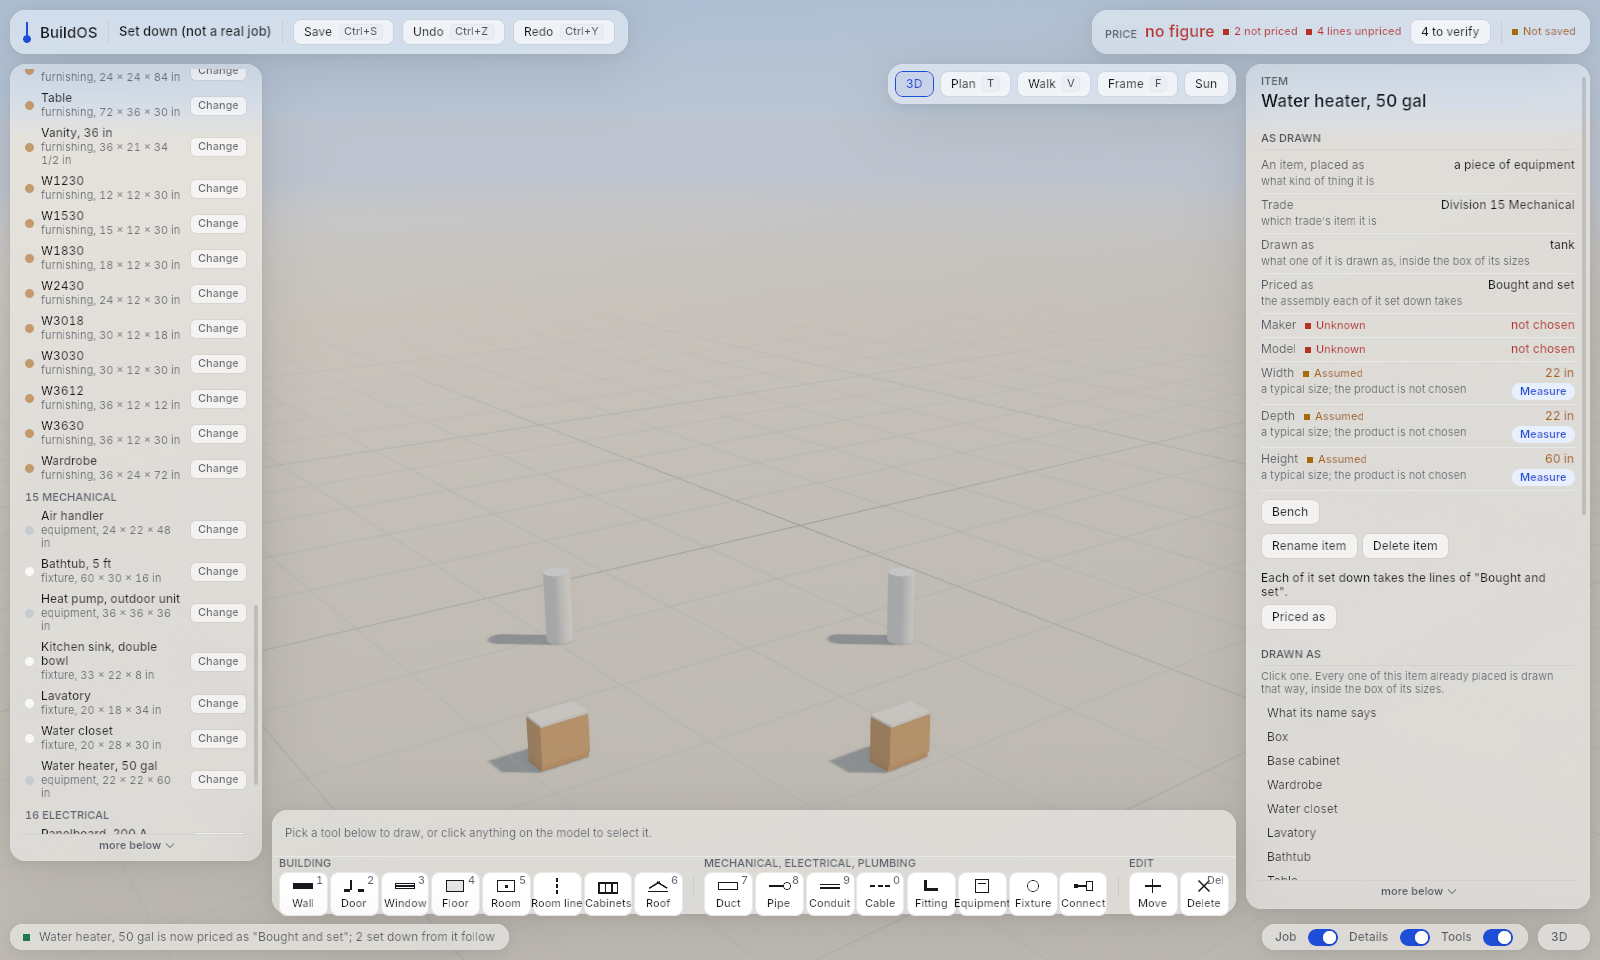 BuildOS
Set down (not a real job)
Save Ctrl+S
Undo Ctrl+Z
Redo Ctrl+Y
PRICE no figure
2 not priced
4 lines unpriced
4 to verify
Not saved
furnishing, 24 × 24 × 84 in
Change
Table
furnishing, 72 × 36 × 30 in
Change
Vanity, 36 in
furnishing, 36 × 21 × 34
1/2 in
Change
W1230
furnishing, 12 × 12 × 30 in
Change
W1530
furnishing, 15 × 12 × 30 in
Change
W1830
furnishing, 18 × 12 × 30 in
Change
W2430
furnishing, 24 × 12 × 30 in
Change
W3018
furnishing, 30 × 12 × 18 in
Change
W3030
furnishing, 30 × 12 × 30 in
Change
W3612
furnishing, 36 × 12 × 12 in
Change
W3630
furnishing, 36 × 12 × 30 in
Change
Wardrobe
furnishing, 36 × 24 × 72 in
Change
15 MECHANICAL
Air handler
equipment, 24 × 22 × 48
in
Change
Bathtub, 5 ft
fixture, 60 × 30 × 16 in
Change
Heat pump, outdoor unit
equipment, 36 × 36 × 36
in
Change
Kitchen sink, double
bowl
fixture, 33 × 22 × 8 in
Change
Lavatory
fixture, 20 × 18 × 34 in
Change
Water closet
fixture, 20 × 28 × 30 in
Change
Water heater, 50 gal
equipment, 22 × 22 × 60
in
Change
16 ELECTRICAL
Panelboard, 200 A
more below
3D
Plan T
Walk V
Frame F
Sun
ITEM
Water heater, 50 gal
AS DRAWN
An item, placed as a piece of equipment
what kind of thing it is
Trade Division 15 Mechanical
which trade's item it is
Drawn as tank
what one of it is drawn as, inside the box of its sizes
Priced as Bought and set
the assembly each of it set down takes
Maker Unknown not chosen
Model Unknown not chosen
Width Assumed 22 in
a typical size; the product is not chosen Measure
Depth Assumed 22 in
a typical size; the product is not chosen Measure
Height Assumed 60 in
a typical size; the product is not chosen Measure
Bench
Rename item
Delete item
Each of it set down takes the lines of "Bought and
set".
Priced as
DRAWN AS
Click one. Every one of this item already placed is drawn
that way, inside the box of its sizes.
What its name says
Box
Base cabinet
Wardrobe
Water closet
Lavatory
Bathtub
Table
more below
Pick a tool below to draw, or click anything on the model to select it.
BUILDING
1 Wall
2 Door
3 Window
4 Floor
5 Room
Room line
Cabinets
6 Roof
MECHANICAL, ELECTRICAL, PLUMBING
7 Duct
8 Pipe
9 Conduit
0 Cable
Fitting
Equipment
Fixture
Connect
EDIT
Move
Del Delete
Water heater, 50 gal is now priced as "Bought and set"; 2 set down from it follow
Job
Details
Tools
3D